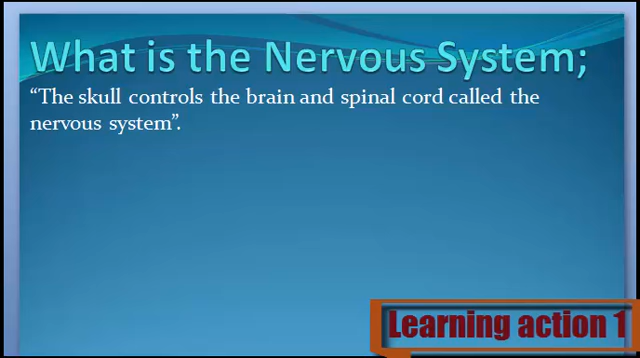 What is the Nervous System;
“The skull controls the brain and spinal cord called the
nervous system”.
Learning action 1